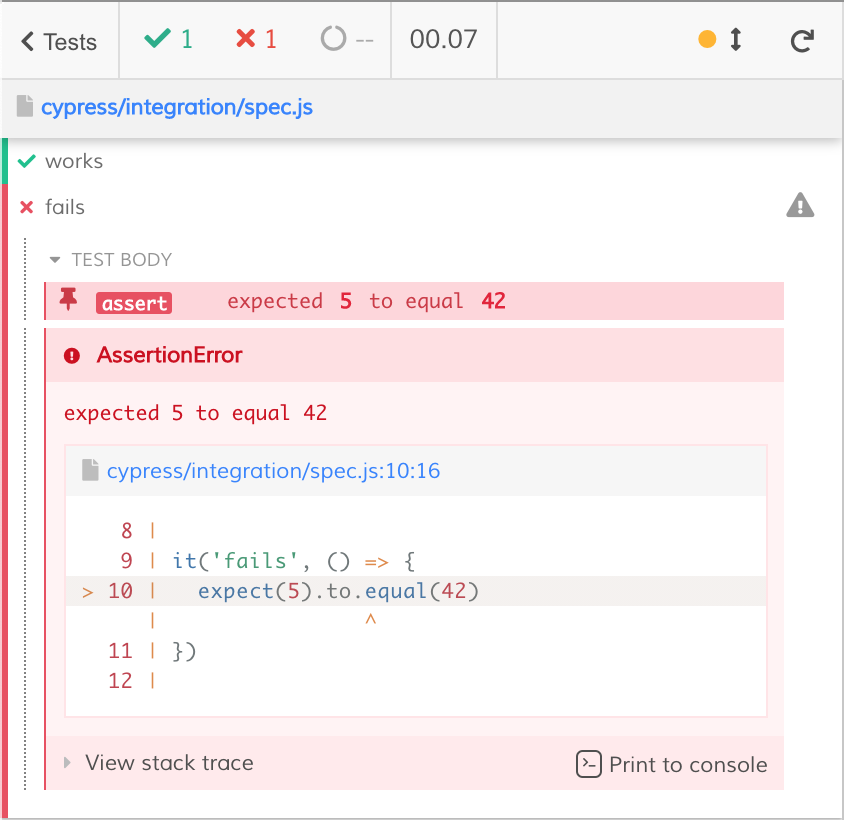 Tests 1 1 -- 00.07
cypress/integration/spec.js
works
fails
TEST BODY
assert expected 5 to equal 42
AssertionError
expected 5 to equal 42
cypress/integration/spec.js:10:16
8 |
9 | it('fails', () => {
> 10 |   expect(5).to.equal(42)
|                ^
11 | })
12 |
View stack trace Print to console